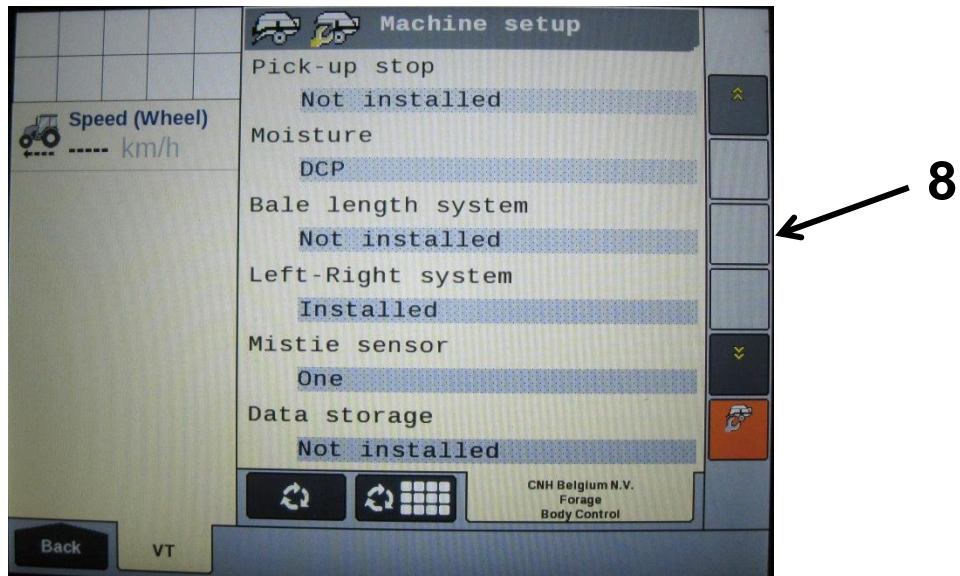 Machine setup
Pick-up stop
Not installed
Speed (Wheel)
----- km/h
Moisture
DCP
Bale length system
Not installed
Left-Right system
Installed
Mistie sensor
One
Data storage
Not installed
CNH Belgium N.V.
Forage
Body Control
Back
VT
8